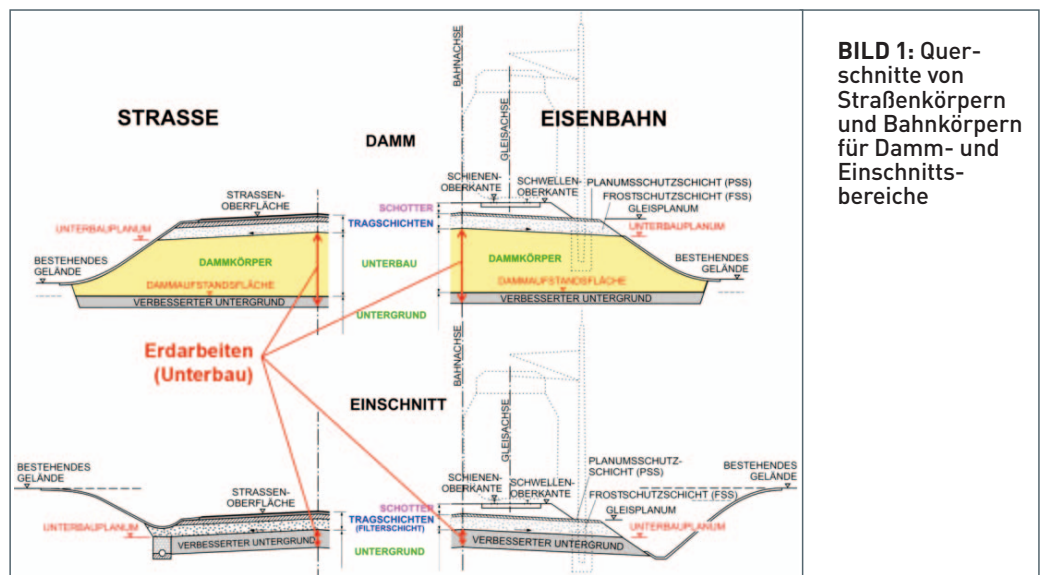 BILD 1: Quer-
schnitte von
Straßenkörpern
und Bahnkörpern
für Damm- und
Einschnitts-
bereiche
STRASSE
DAMM
EISENBAHN
BAHNACHSE
GLEISACHSE
STRASSEN-
OBERFLÄCHE
SCHIENEN-
OBERKANTE
SCHWELLEN-
OBERKANTE
PLANUMSSCHUTZSCHICHT (PSS)
FROSTSCHUTZSCHICHT (FSS)
GLEISPLANUM
SCHOTTER
TRAGSCHICHTEN
UNTERBAUPLANUM
UNTERBAUPLANUM
BESTEHENDES
GELÄNDE
DAMMKÖRPER
UNTERBAU
DAMMKÖRPER
BESTEHENDES
GELÄNDE
DAMMAUFSTANDSFLÄCHE
DAMMAUFSTANDSFLÄCHE
VERBESSERTER UNTERGRUND
VERBESSERTER UNTERGRUND
UNTERGRUND
Erdarbeiten
(Unterbau)
EINSCHNITT
BAHNACHSE
GLEISACHSE
BESTEHENDES
GELÄNDE
STRASSEN-
OBERFLÄCHE
SCHIENEN-
OBERKANTE
SCHWELLEN-
OBERKANTE
PLANUMSSCHUTZ-
SCHICHT (PSS)
BESTEHENDES
GELÄNDE
FROSTSCHUTZSCHICHT (FSS)
GLEISPLANUM
SCHOTTER
TRAGSCHICHTEN
(FILTERSCHICHT)
UNTERBAUPLANUM
UNTERBAUPLANUM
VERBESSERTER UNTERGRUND
UNTERGRUND
VERBESSERTER UNTERGRUND